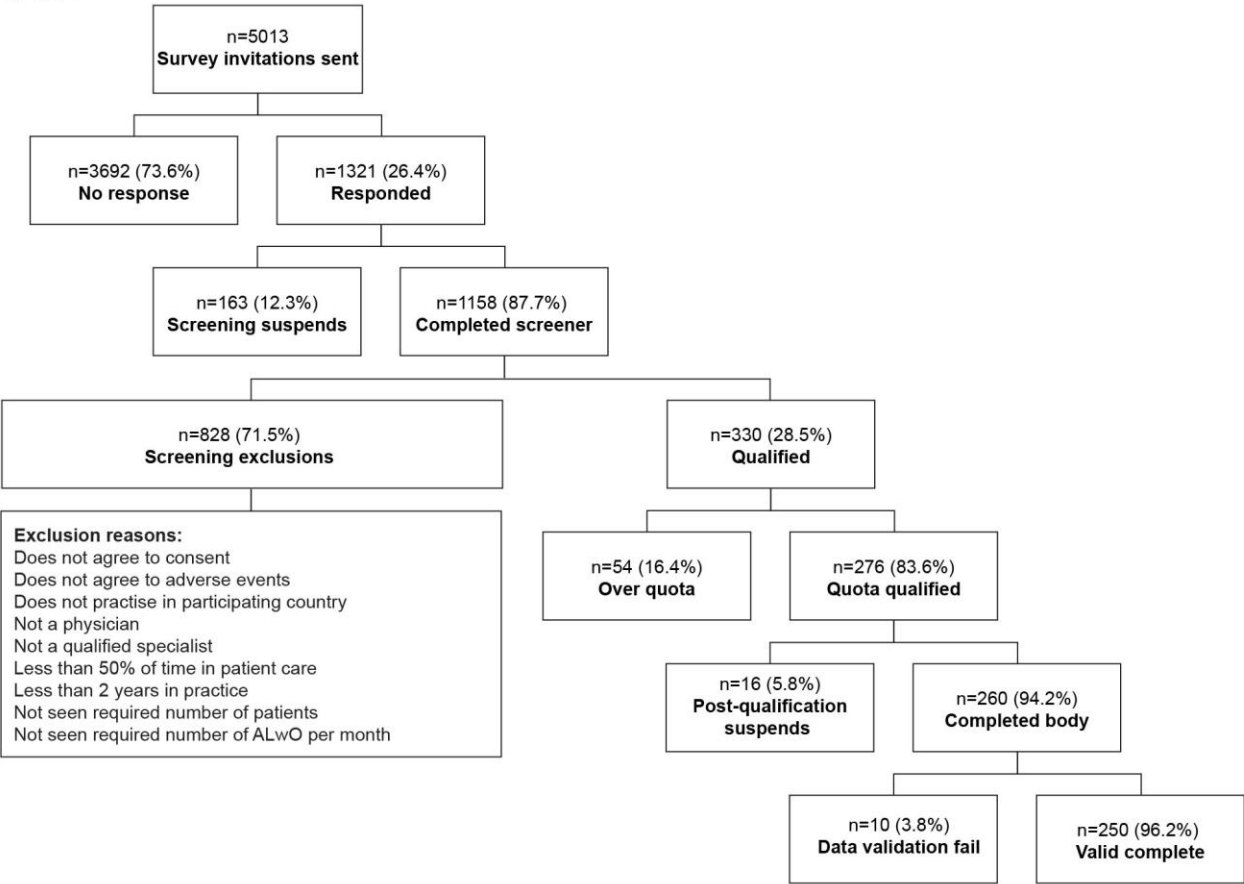 n=5013
Survey invitations sent
n=3692 (73.6%)
No response
n=1321 (26.4%)
Responded
n=163 (12.3%)
Screening suspends
n=1158 (87.7%)
Completed screener
n=828 (71.5%)
Screening exclusions
n=330 (28.5%)
Qualified
Exclusion reasons:
Does not agree to consent
Does not agree to adverse events
Does not practise in participating country
Not a physician
Not a qualified specialist
Less than 50% of time in patient care
Less than 2 years in practice
Not seen required number of patients
Not seen required number of ALwO per month
n=54 (16.4%)
Over quota
n=276 (83.6%)
Quota qualified
n=16 (5.8%)
Post-qualification
suspends
n=260 (94.2%)
Completed body
n=10 (3.8%)
Data validation fail
n=250 (96.2%)
Valid complete